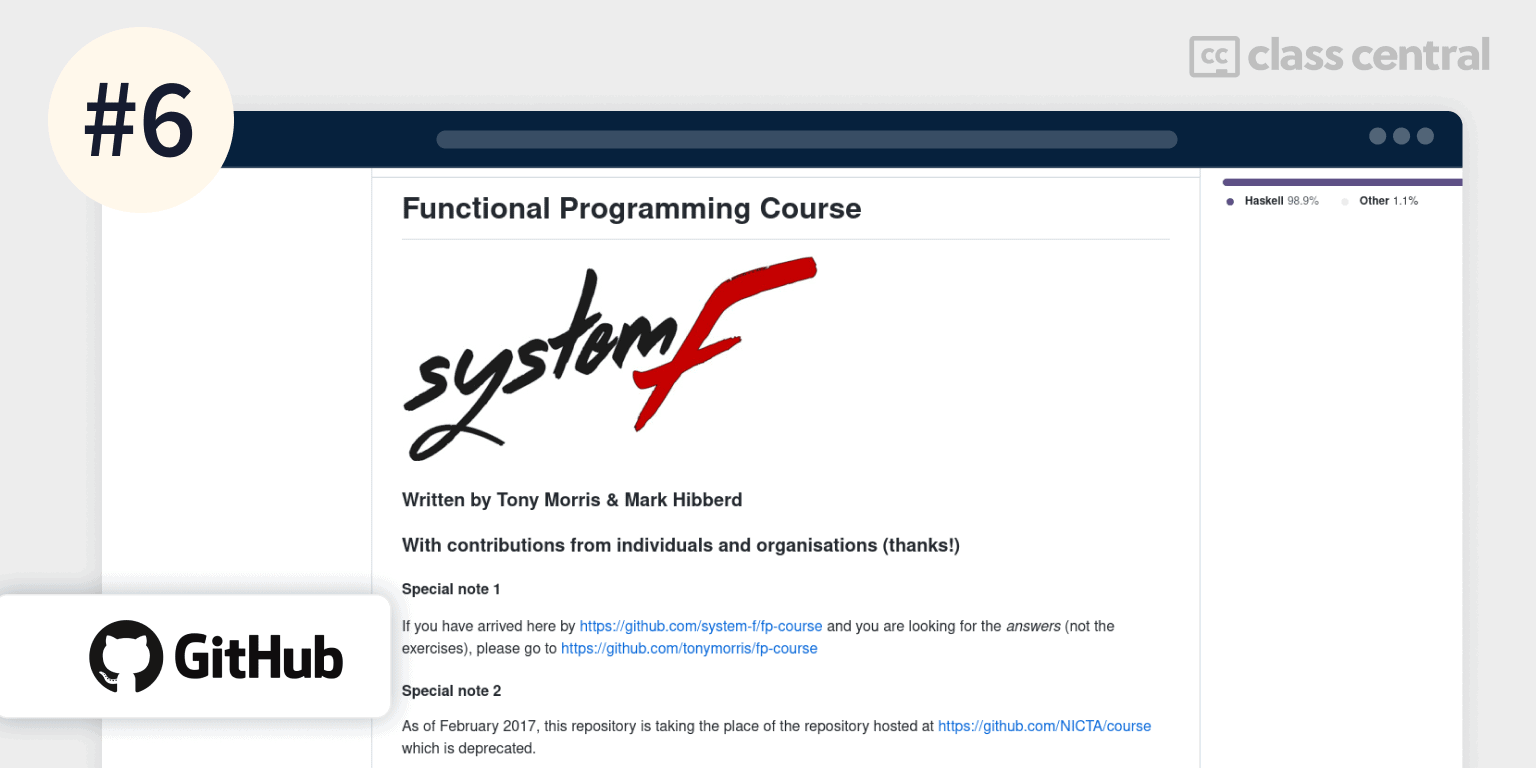 #6
cc class central
Functional Programming Course
Haskell 98.9% Other 1.1%
systemF
Written by Tony Morris & Mark Hibberd
With contributions from individuals and organisations (thanks!)
Special note 1
If you have arrived here by https://github.com/system-f/fp-course and you are looking for the answers (not the
exercises), please go to https://github.com/tonymorris/fp-course
GitHub
Special note 2
As of February 2017, this repository is taking the place of the repository hosted at https://github.com/NICTA/course
which is deprecated.